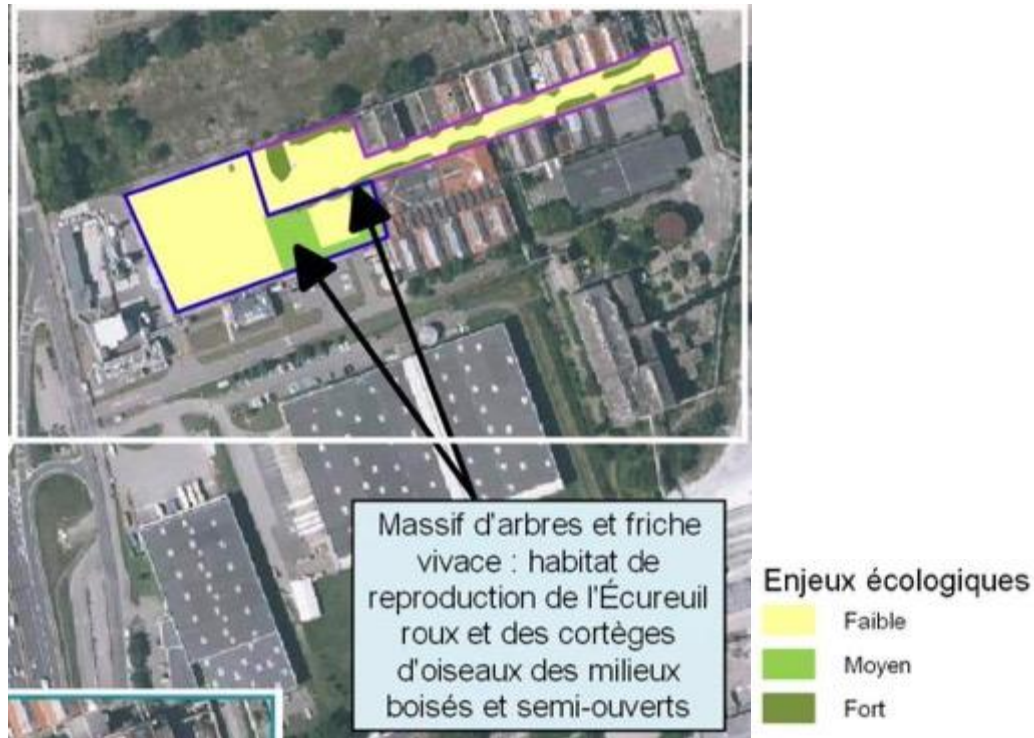 Massif d'arbres et friche
vivace : habitat de
reproduction de l'Écureuil
roux et des cortèges
d'oiseaux des milieux
boisés et semi-ouverts
Enjeux écologiques
Faible
Moyen
Fort